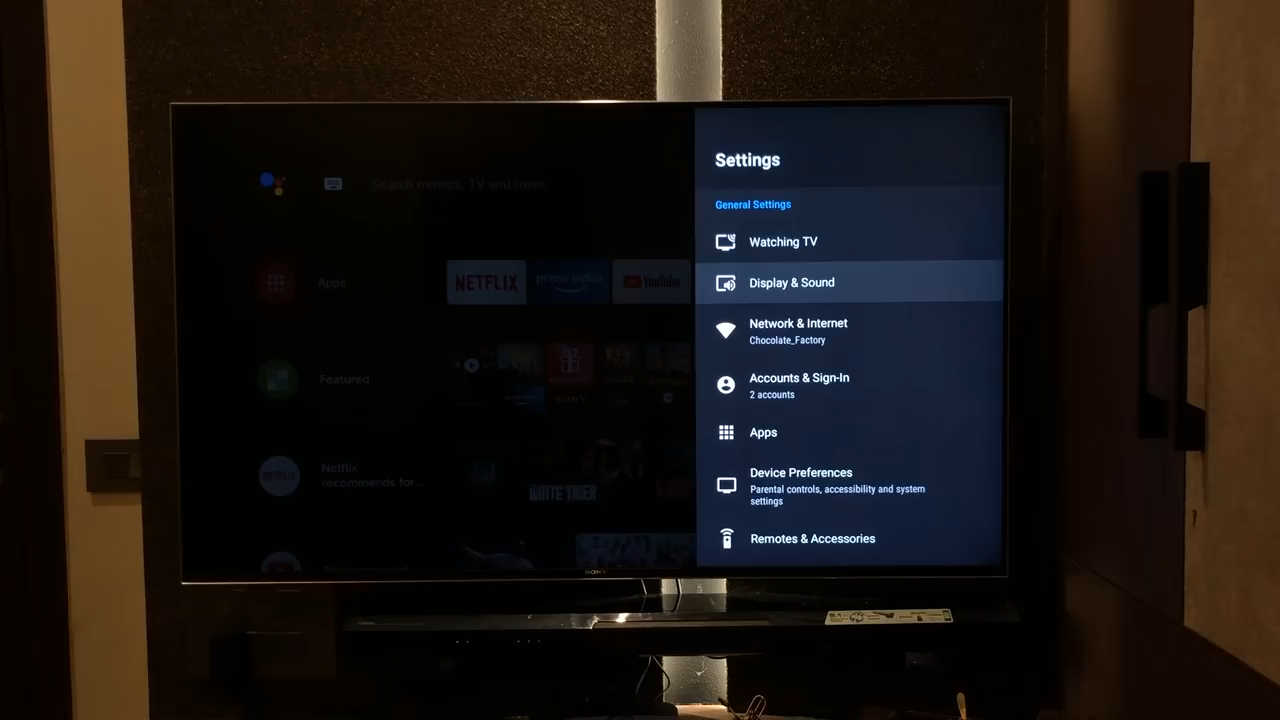 Search movies, TV and more
Apps
NETFLIX
prime video
YouTube
Featured
SONY
Netflix
recommends for ...
NETFLIX
WHITE TIGER
Settings
General Settings
Watching TV
Display & Sound
Network & Internet
Chocolate_Factory
Accounts & Sign-In
2 accounts
Apps
Device Preferences
Parental controls, accessibility and system
settings
Remotes & Accessories
SONY